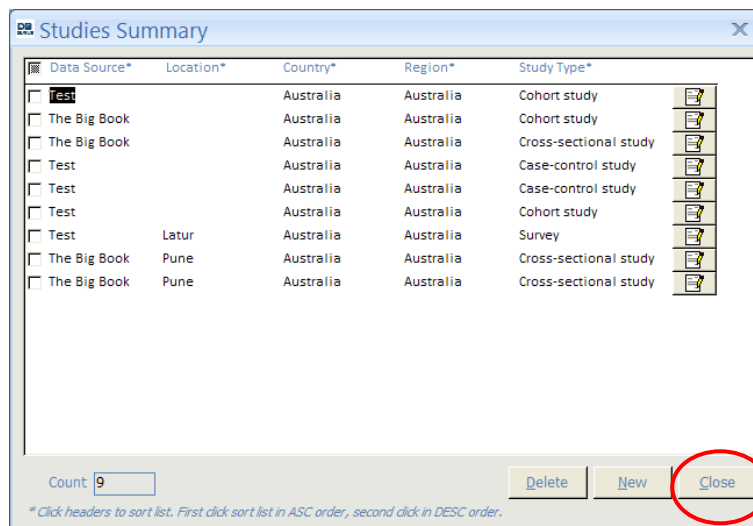 Studies Summary
Data Source* Location* Country* Region* Study Type*
Test Australia Australia Cohort study
The Big Book Australia Australia Cohort study
The Big Book Australia Australia Cross-sectional study
Test Australia Australia Case-control study
Test Australia Australia Case-control study
Test Australia Australia Cohort study
Test Latur Australia Australia Survey
The Big Book Pune Australia Australia Cross-sectional study
The Big Book Pune Australia Australia Cross-sectional study
Count 9 Delete New Close
* Click headers to sort list. First click sort list in ASC order, second click in DESC order.